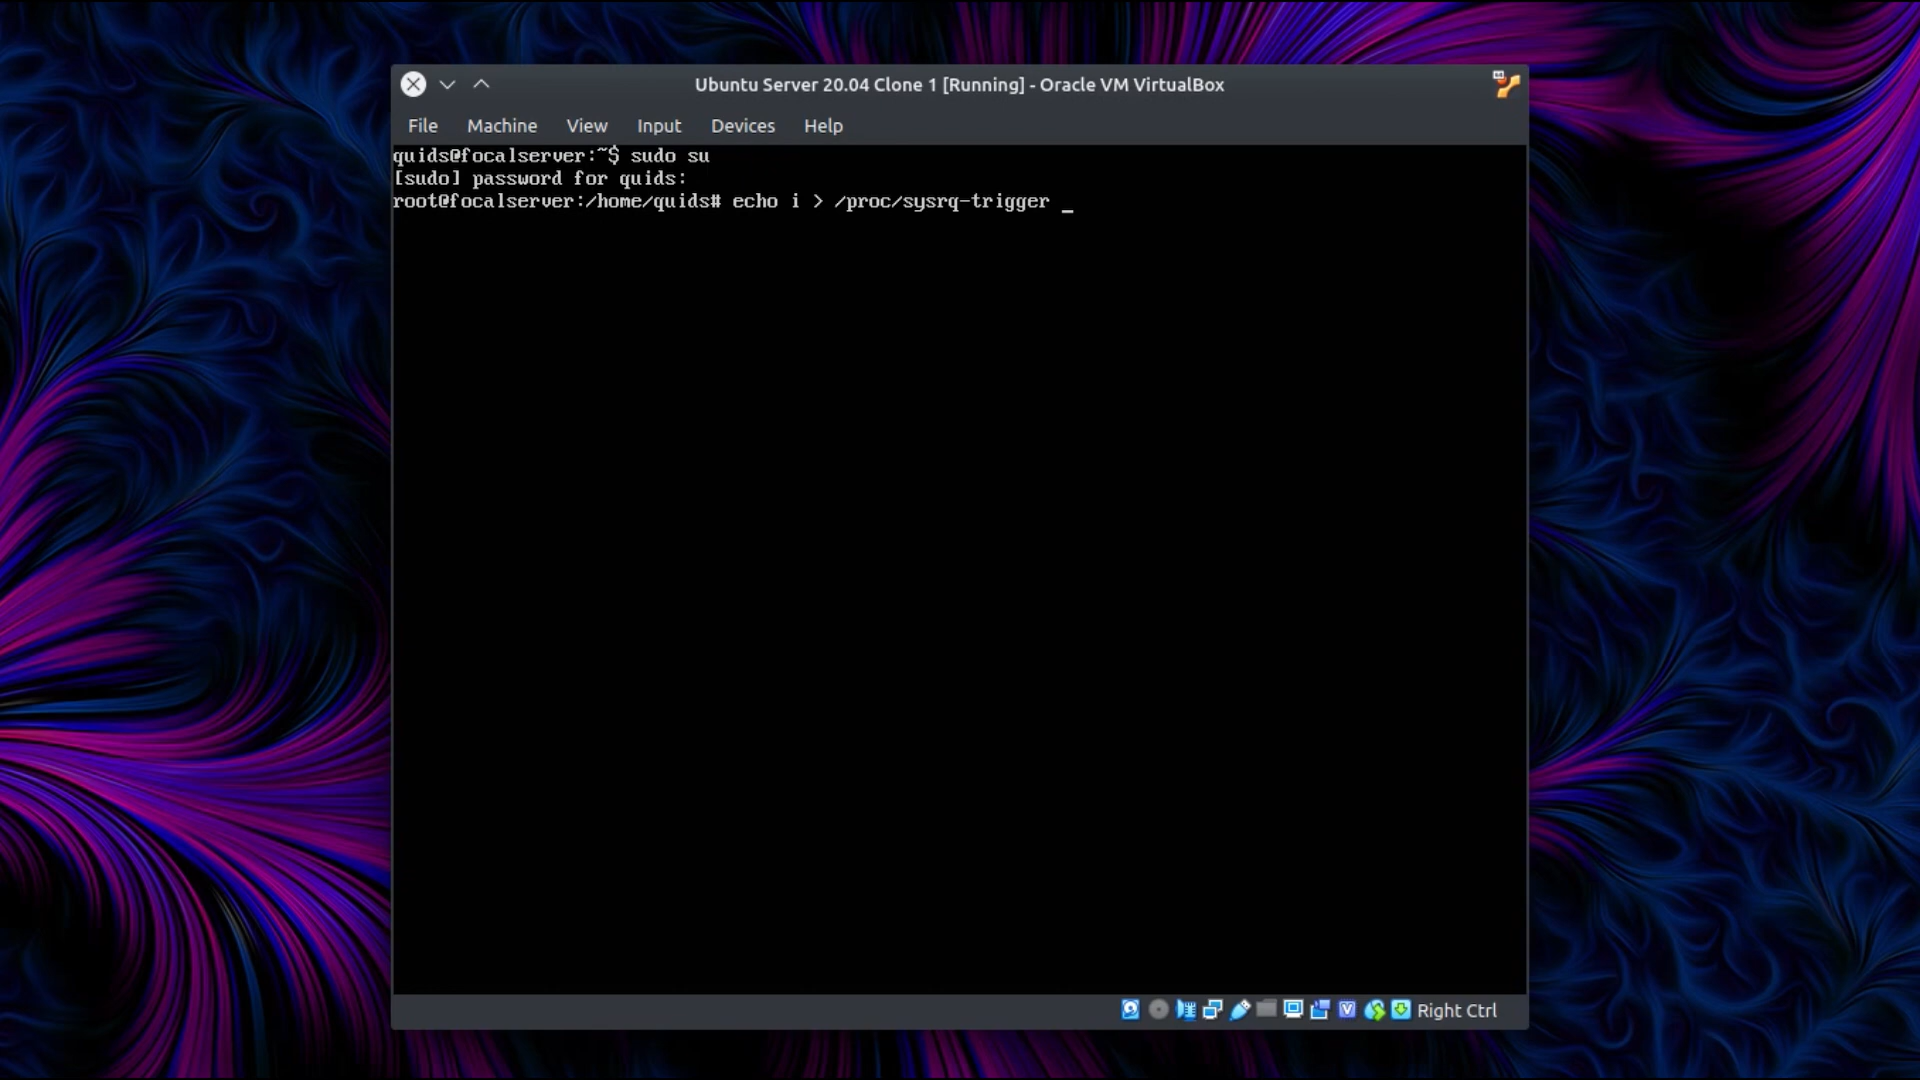 Ubuntu Server 20.04 Clone 1 [Running] - Oracle VM VirtualBox
File Machine View Input Devices Help
quids@focalserver:~$ sudo su
[sudo] password for quids:
root@focalserver:/home/quids# echo i > /proc/sysrq-trigger _
Right Ctrl